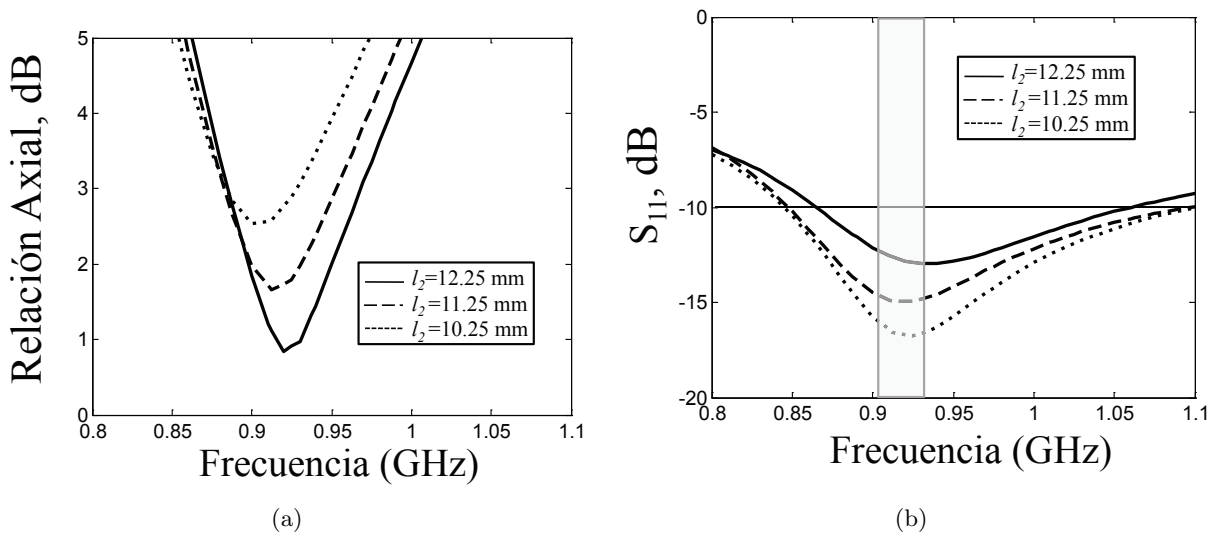 Relación Axial, dB
5
4
3
2
1
0
l2=12.25 mm
l2=11.25 mm
l2=10.25 mm
0.8 0.85 0.9 0.95 1 1.05 1.1
Frecuencia (GHz)
(a)
S11, dB
0
-5
-10
-15
-20
l2=12.25 mm
l2=11.25 mm
l2=10.25 mm
0.8 0.85 0.9 0.95 1 1.05 1.1
Frecuencia (GHz)
(b)